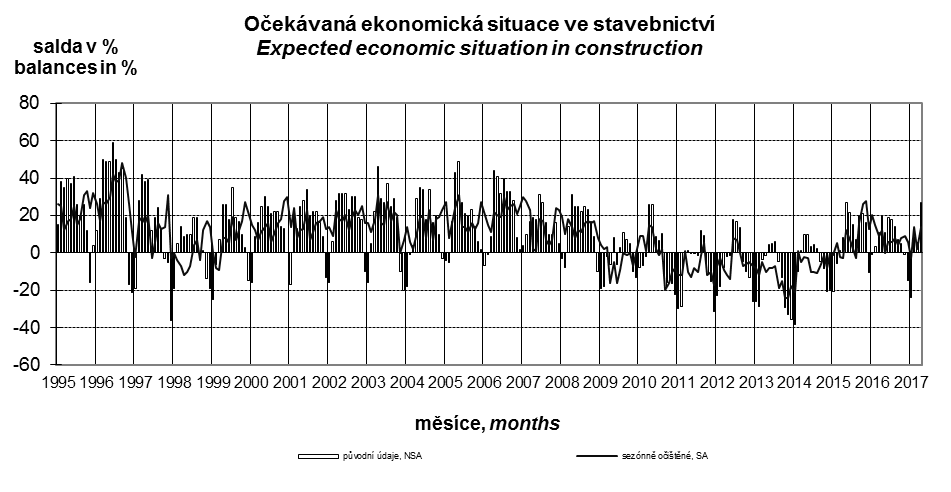 Očekávaná ekonomická situace ve stavebnictví
Expected economic situation in construction
salda v %
balances in %
80
60
40
20
0
-20
-40
-60
1995 1996 1997 1998 1999 2000 2001 2002 2003 2004 2005 2006 2007 2008 2009 2010 2011 2012 2013 2014 2015 2016 2017
měsíce, months
původní údaje, NSA sezónně očištěné, SA